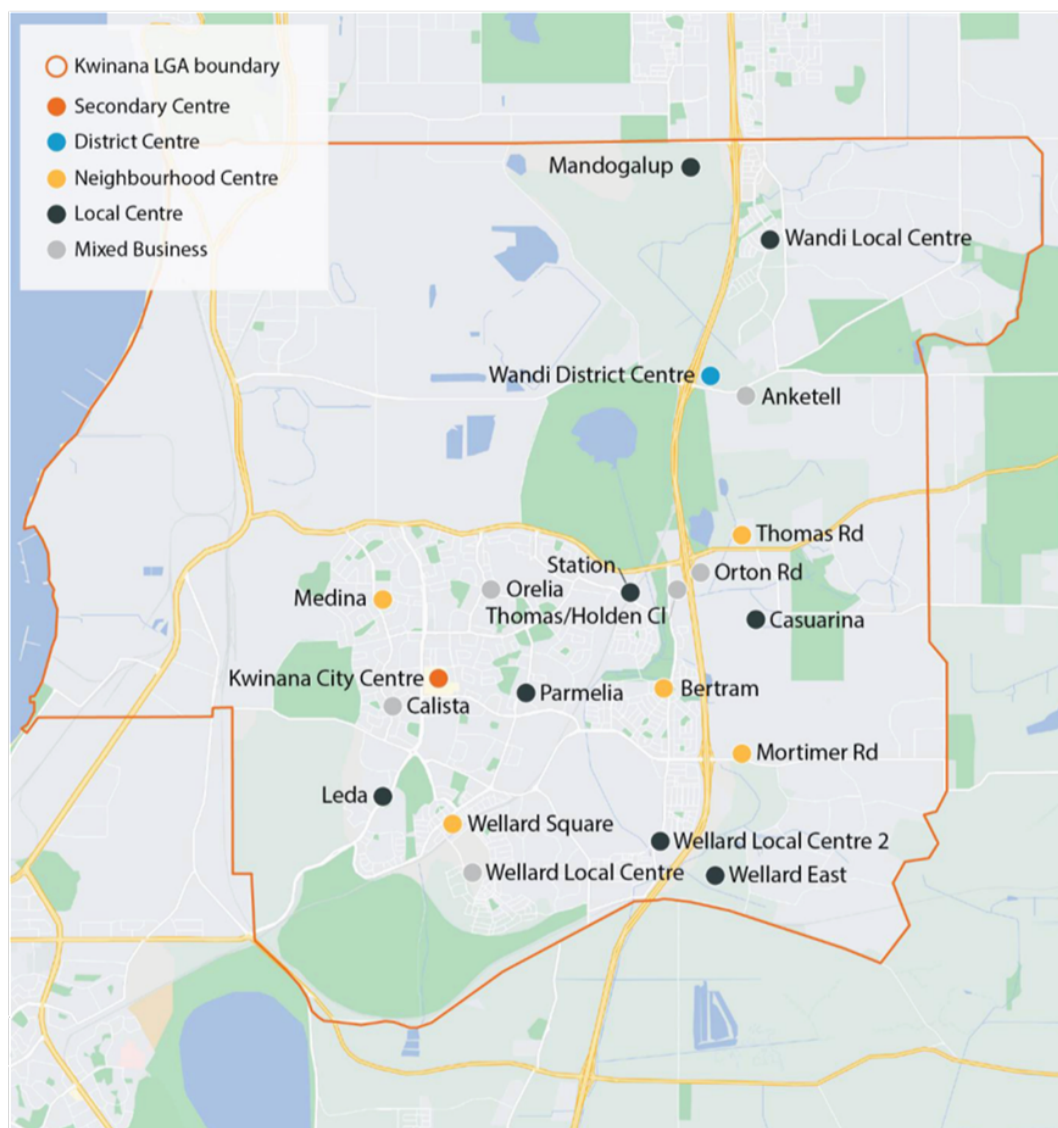 Kwinana LGA boundary
Secondary Centre
District Centre
Neighbourhood Centre
Local Centre
Mixed Business
Mandogalup
Wandi Local Centre
Wandi District Centre
Anketell
Thomas Rd
Station
Orton Rd
Medina
Orelia
Thomas/Holden Cl
Casuarina
Kwinana City Centre
Bertram
Parmelia
Calista
Mortimer Rd
Leda
Wellard Square
Wellard Local Centre 2
Wellard Local Centre
Wellard East